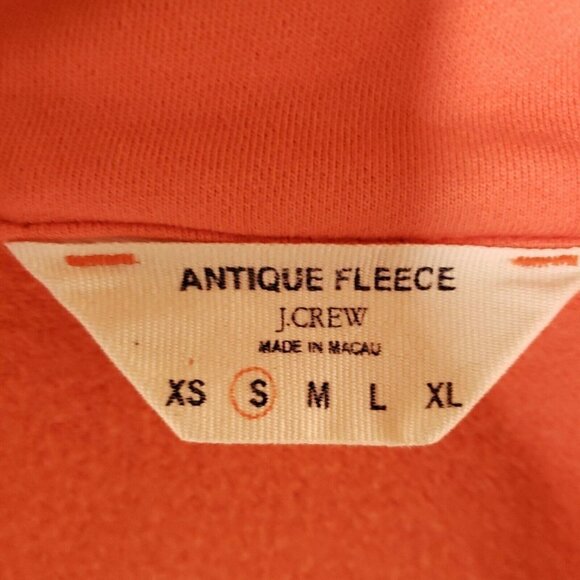 ANTIQUE FLEECE
J.CREW
MADE IN MACAU
XS S M L XL